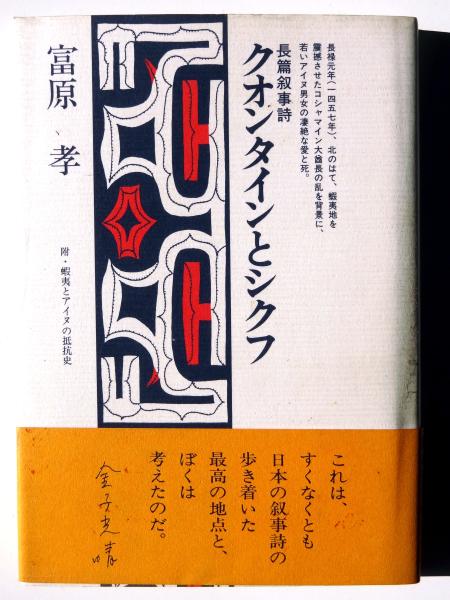 長禄元年(一四五七年)、北のはて、蝦夷地を
震撼させたコシャマイン大酋長の乱を背景に、
若いアイヌ男女の凄絶な愛と死。
長篇叙事詩
クオンタインとシクフ
富原 孝
附・蝦夷とアイヌの抵抗史
これは、
すくなくとも
日本の叙事詩の
歩き着いた
最高の地点と、
ぼくは
考えたのだ。
金子光晴